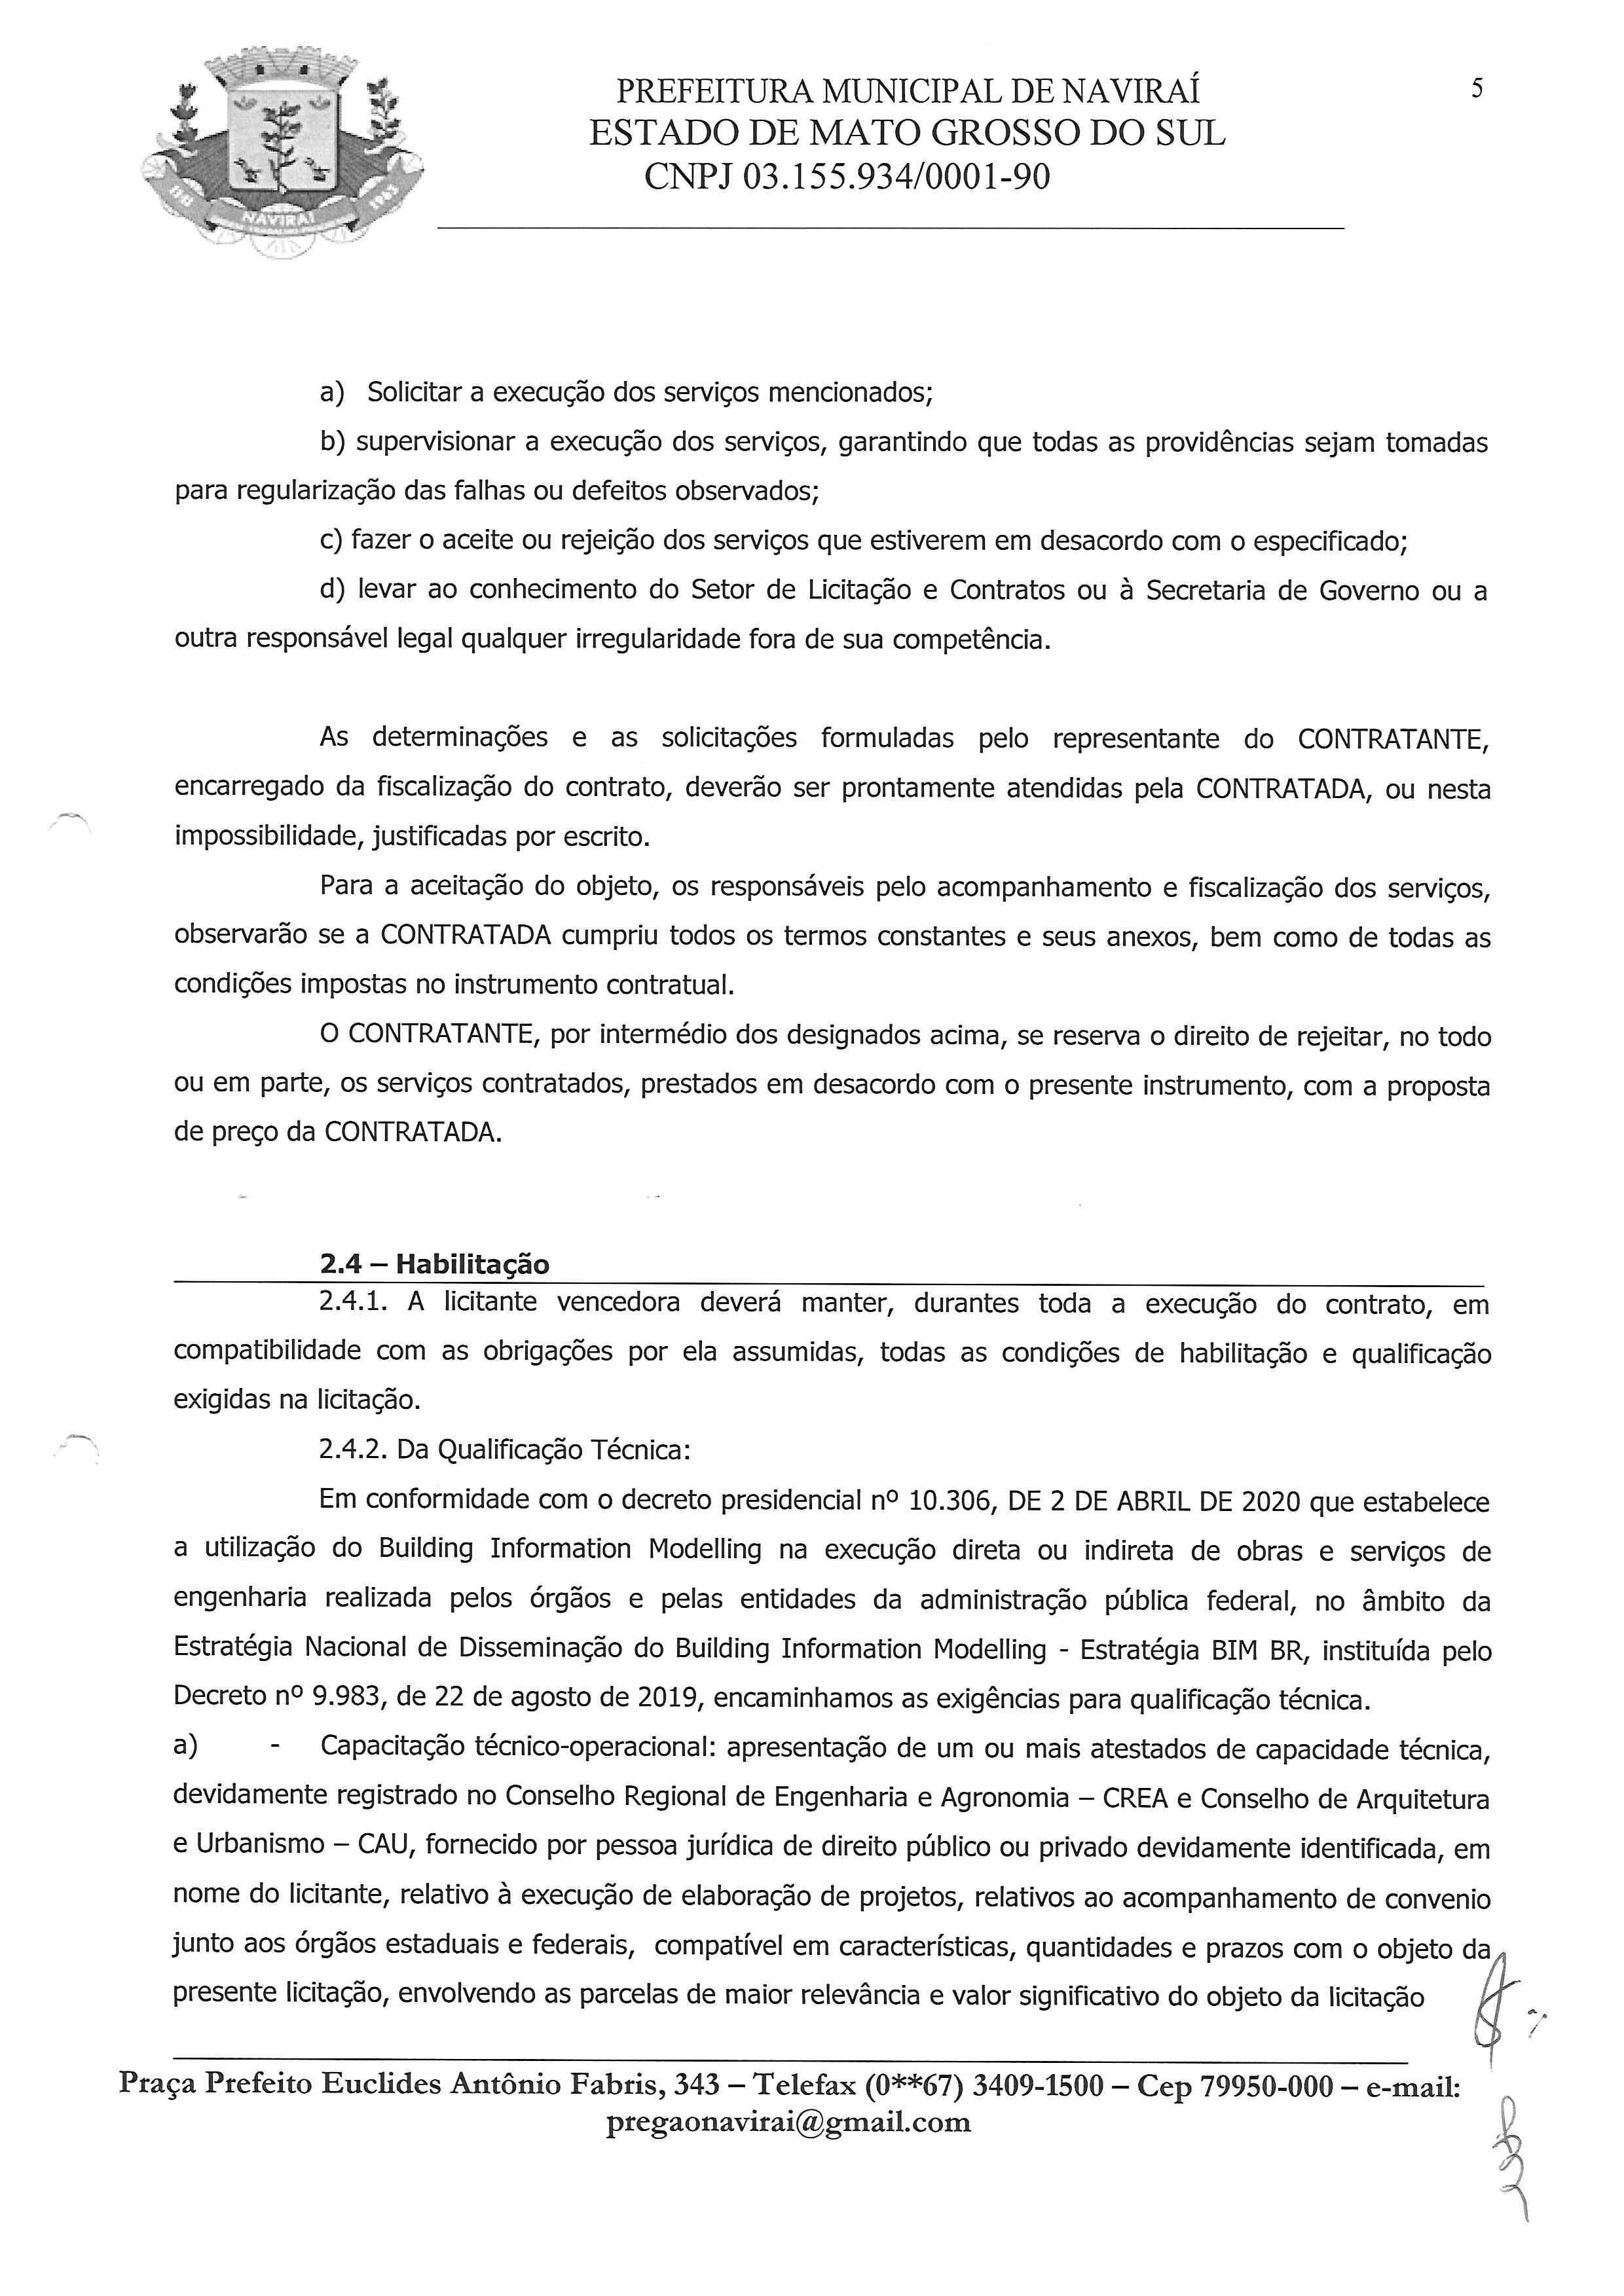 PREFEITURA MUNICIPAL DE NAVIRAÍ
5
ESTADO DE MATO GROSSO DO SUL
CNPJ 03.155.934/0001-90
NAVIRAI
1963
a) Solicitar a execução dos serviços mencionados;
b) supervisionar a execução dos serviços, garantindo que todas as providências sejam tomadas
para regularização das falhas ou defeitos observados;
c) fazer o aceite ou rejeição dos serviços que estiverem em desacordo com o especificado;
d) levar ao conhecimento do Setor de Licitação e Contratos ou à Secretaria de Governo ou a
outra responsável legal qualquer irregularidade fora de sua competência.
As determinações e as solicitações formuladas pelo representante do CONTRATANTE,
encarregado da fiscalização do contrato, deverão ser prontamente atendidas pela CONTRATADA, ou nesta
impossibilidade, justificadas por escrito.
Para a aceitação do objeto, os responsáveis pelo acompanhamento e fiscalização dos serviços,
observarão se a CONTRATADA cumpriu todos os termos constantes e seus anexos, bem como de todas as
condições impostas no instrumento contratual.
O CONTRATANTE, por intermédio dos designados acima, se reserva o direito de rejeitar, no todo
ou em parte, os serviços contratados, prestados em desacordo com o presente instrumento, com a proposta
de preço da CONTRATADA.
2.4 – Habilitação
2.4.1. A licitante vencedora deverá manter, durantes toda a execução do contrato, em
compatibilidade com as obrigações por ela assumidas, todas as condições de habilitação e qualificação
exigidas na licitação.
2.4.2. Da Qualificação Técnica:
Em conformidade com o decreto presidencial nº 10.306, DE 2 DE ABRIL DE 2020 que estabelece
a utilização do Building Information Modelling na execução direta ou indireta de obras e serviços de
engenharia realizada pelos órgãos e pelas entidades da administração pública federal, no âmbito da
Estratégia Nacional de Disseminação do Building Information Modelling - Estratégia BIM BR, instituída pelo
Decreto nº 9.983, de 22 de agosto de 2019, encaminhamos as exigências para qualificação técnica.
a) - Capacitação técnico-operacional: apresentação de um ou mais atestados de capacidade técnica,
devidamente registrado no Conselho Regional de Engenharia e Agronomia – CREA e Conselho de Arquitetura
e Urbanismo – CAU, fornecido por pessoa jurídica de direito público ou privado devidamente identificada, em
nome do licitante, relativo à execução de elaboração de projetos, relativos ao acompanhamento de convenio
junto aos órgãos estaduais e federais, compatível em características, quantidades e prazos com o objeto da
presente licitação, envolvendo as parcelas de maior relevância e valor significativo do objeto da licitação
Praça Prefeito Euclides Antônio Fabris, 343 – Telefax (0**67) 3409-1500 – Cep 79950-000 – e-mail:
pregaonavirai@gmail.com